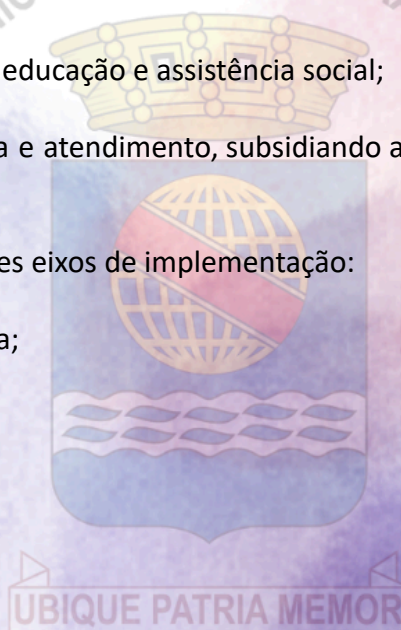 educação e assistência social;
a e atendimento, subsidiando a
es eixos de implementação:
a;
UBIQUE PATRIA MEMOR